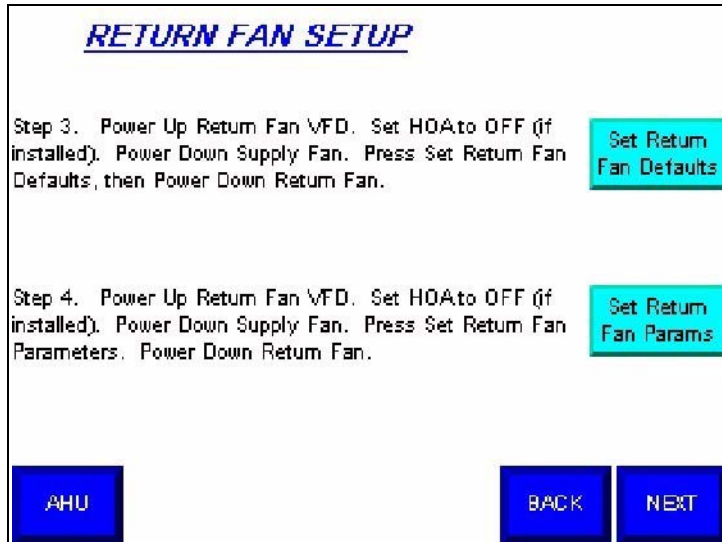 RETURN FAN SETUP
Step 3. Power Up Return Fan VFD. Set HOA to OFF (if
installed). Power Down Supply Fan. Press Set Return Fan
Defaults, then Power Down Return Fan.
Set Return
Fan Defaults
Step 4. Power Up Return Fan VFD. Set HOA to OFF (if
installed). Power Down Supply Fan. Press Set Return Fan
Parameters. Power Down Return Fan.
Set Return
Fan Params
AHU
BACK
NEXT